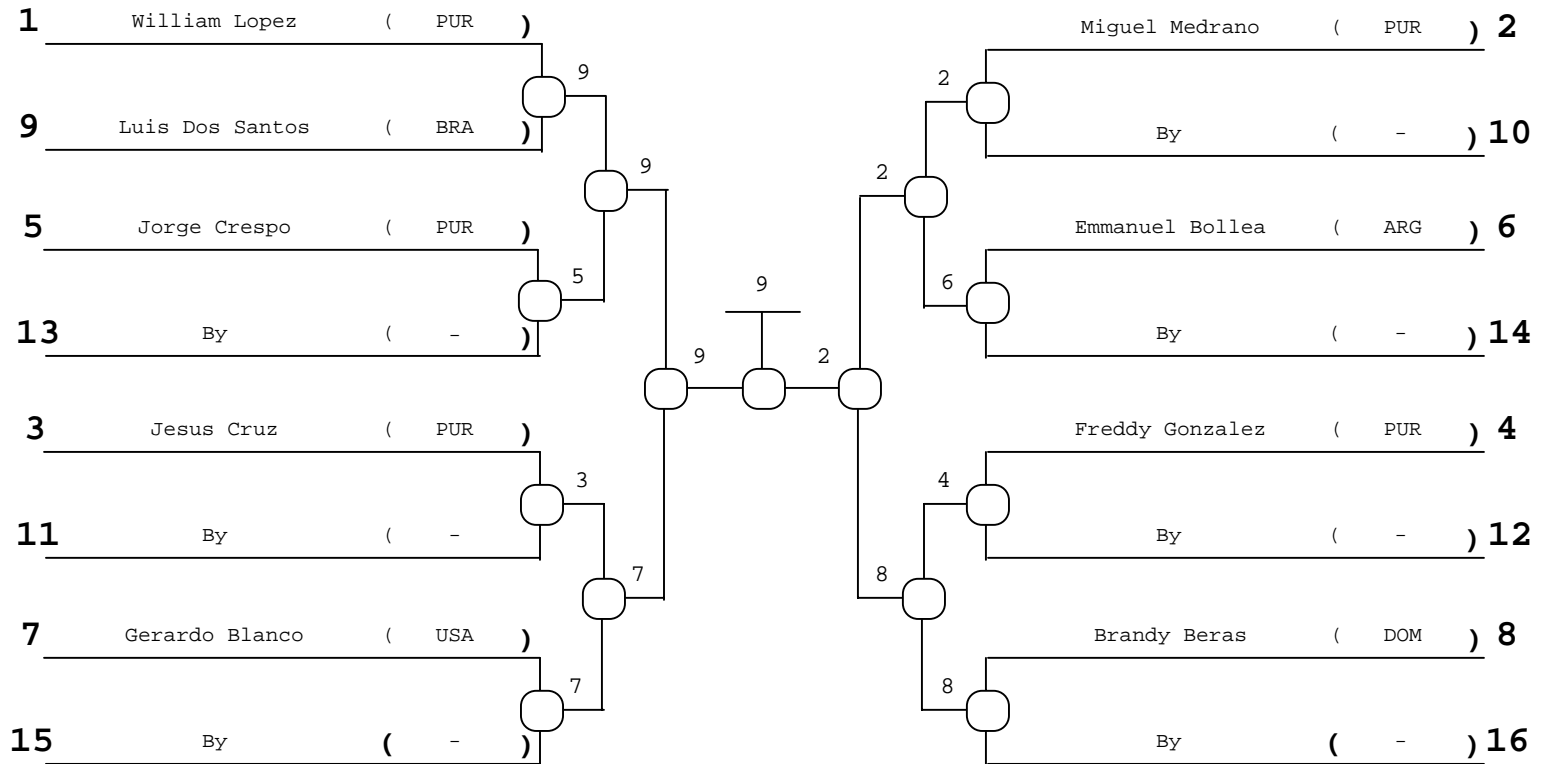 1 William Lopez ( PUR )
9
9 Luis Dos Santos ( BRA )
9
5 Jorge Crespo ( PUR )
5
13 By ( - )
3 Jesus Cruz ( PUR )
3
11 By ( -
7
7 Gerardo Blanco ( USA )
7
15 By ( - )
9
9
2
Miguel Medrano ( PUR ) 2
2
By ( - ) 10
2
Emmanuel Bollea ( ARG ) 6
6
By ( - ) 14
Freddy Gonzalez ( PUR ) 4
4
By ( - ) 12
8
Brandy Beras ( DOM ) 8
8
By ( - ) 16